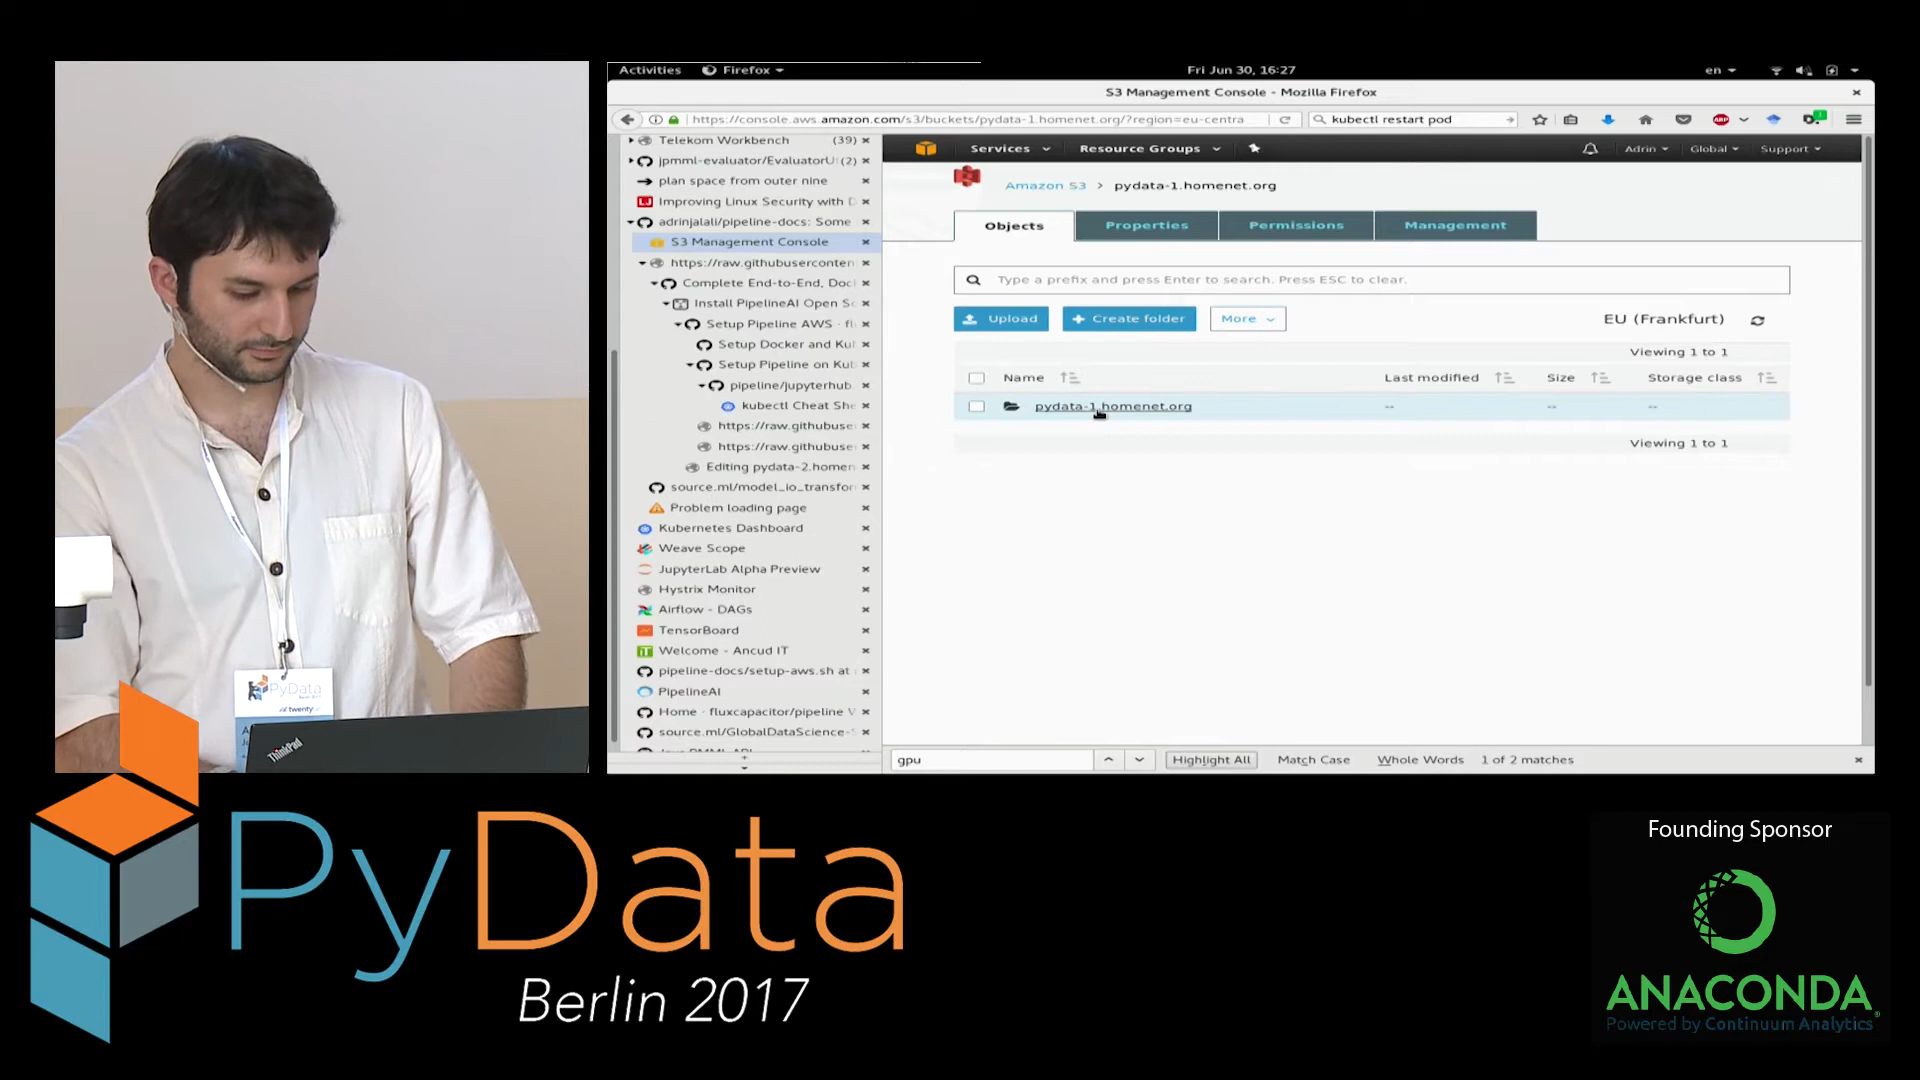 Activities Firefox Fri Jun 30, 16:27 en
S3 Management Console - Mozilla Firefox
https://console.aws.amazon.com/s3/buckets/pydata-1.homenet.org/?region=eu-centra kubectl restart pod
Telekom Workbench (39)
jpmml-evaluator/EvaluatorU (2)
plan space from outer nine
Improving Linux Security with D
adrinjalali/pipeline-docs: Some
S3 Management Console
https://raw.githubuserconten
Complete End-to-End, Doc
Install PipelineAI Open So
Setup Pipeline AWS · fl
Setup Docker and Ku
Setup Pipeline on Kub
pipeline/jupyterhub
kubectl Cheat She
https://raw.githubuse
https://raw.githubuse
Editing pydata-2.homen
source.ml/model_io_transfor
Problem loading page
Kubernetes Dashboard
Weave Scope
JupyterLab Alpha Preview
Hystrix Monitor
Airflow - DAGs
TensorBoard
Welcome - Ancud IT
pipeline-docs/setup-aws.sh at
PipelineAI
Home · fluxcapacitor/pipeline
source.ml/GlobalDataScience-
Services Resource Groups Adrin Global Support
Amazon S3 > pydata-1.homenet.org
Objects Properties Permissions Management
Type a prefix and press Enter to search. Press ESC to clear.
Upload + Create folder More EU (Frankfurt)
Viewing 1 to 1
Name Last modified Size Storage class
pydata-1.homenet.org -- -- --
Viewing 1 to 1
gpu Highlight All Match Case Whole Words 1 of 2 matches
PyData
twenty
ThinkPad
PyData
Berlin 2017
Founding Sponsor
ANACONDA
Powered by Continuum Analytics